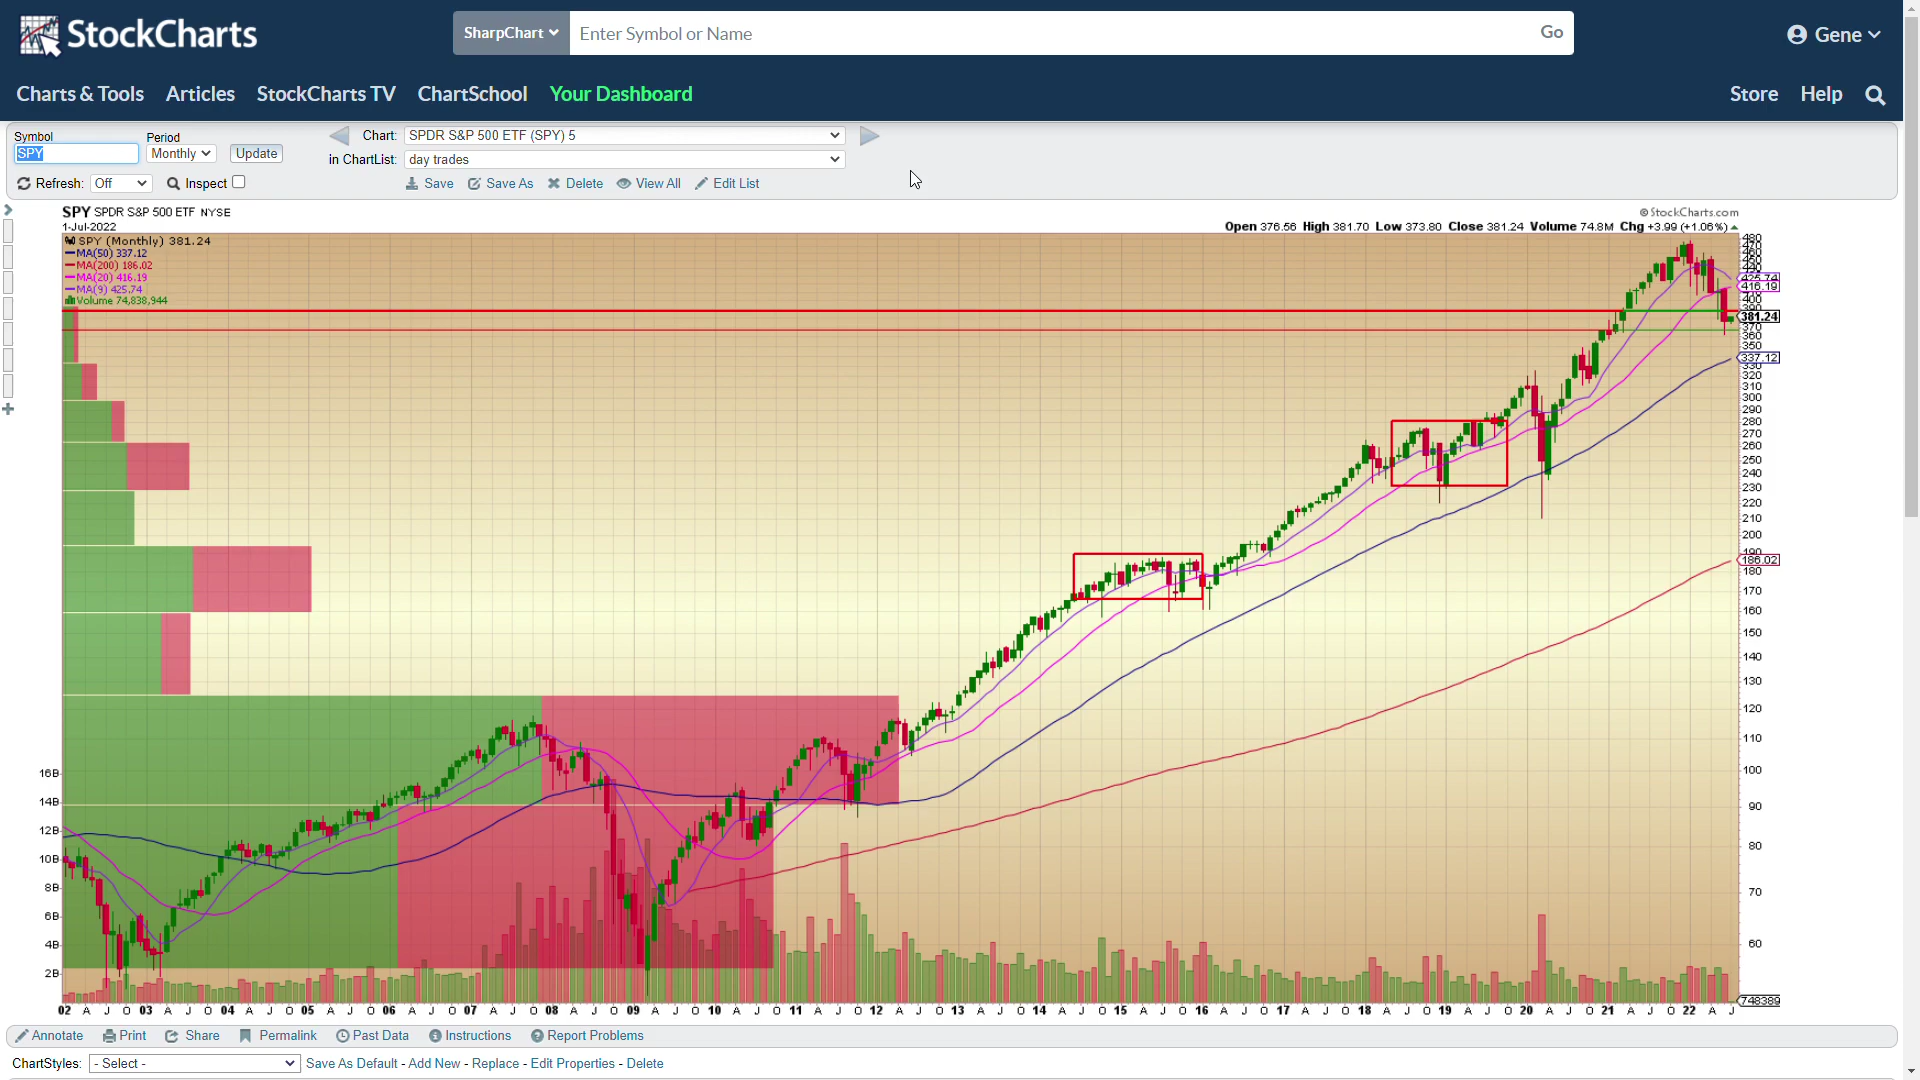 StockCharts
SharpChart Enter Symbol or Name Go
Gene
Charts & Tools Articles StockCharts TV ChartSchool Your Dashboard Store Help
Symbol Period Chart: SPDR S&P 500 ETF (SPY) 5
SPY Monthly Update in ChartList: day trades
Refresh: Off Inspect Save Save As Delete View All Edit List
SPY SPDR S&P 500 ETF NYSE © StockCharts.com
1-Jul-2022 Open 376.56 High 381.70 Low 373.80 Close 381.24 Volume 74.8M Chg +3.99 (+1.06%)
SPY (Monthly) 381.24
MA(50) 337.12
MA(200) 186.02
MA(20) 416.19
MA(9) 425.74
Volume 74,838,944
480
470
450
425.74
416.19
400
381.24
370
360
350
337.12
330
320
310
300
290
280
270
260
250
240
230
220
210
200
190
186.02
180
170
160
150
140
130
120
110
100
90
80
70
60
748389
16B
14B
12B
10B
8B
6B
4B
2B
02 A J O 03 A J O 04 A J O 05 A J O 06 A J O 07 A J O 08 A J O 09 A J O 10 A J O 11 A J O 12 A J O 13 A J O 14 A J O 15 A J O 16 A J O 17 A J O 18 A J O 19 A J O 20 A J O 21 A J O 22 A J
Annotate Print Share Permalink Past Data Instructions Report Problems
ChartStyles: - Select - Save As Default - Add New - Replace - Edit Properties - Delete